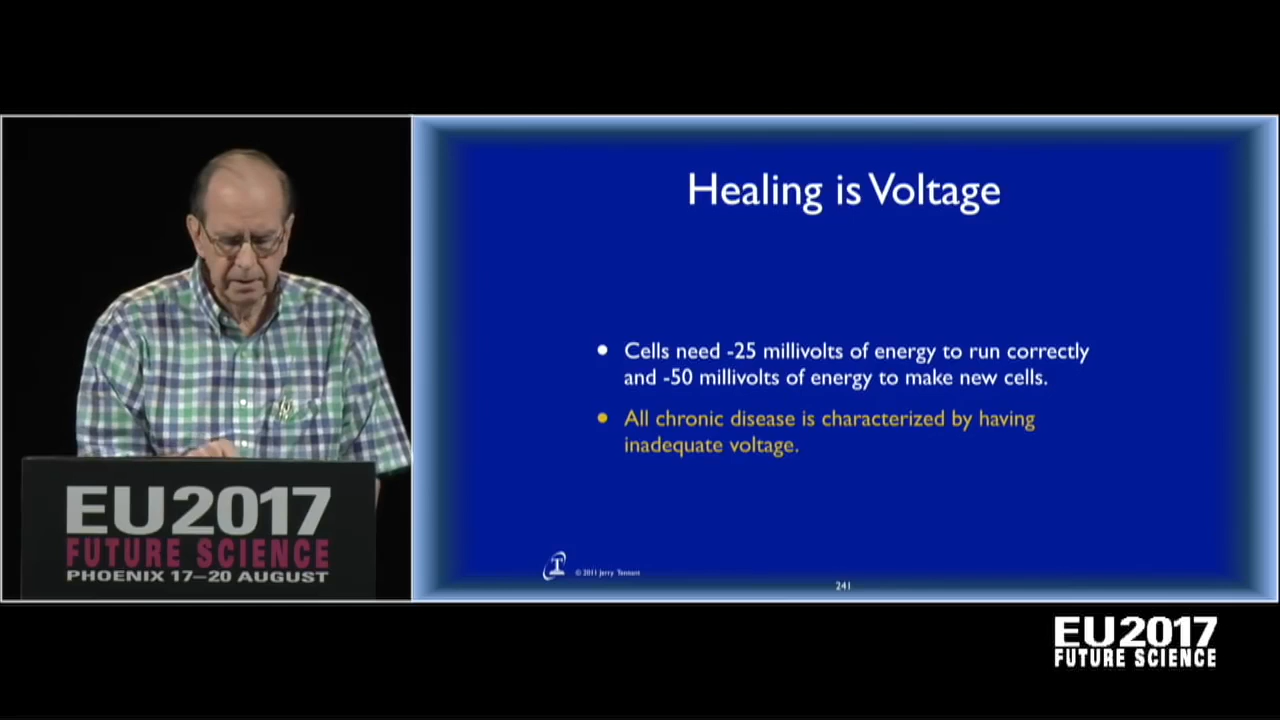 Healing is Voltage
Cells need -25 millivolts of energy to run correctly
and -50 millivolts of energy to make new cells.
All chronic disease is characterized by having
inadequate voltage.
T
© 2011 Jerry Tennant
241
EU2017
FUTURE SCIENCE
PHOENIX 17–20 AUGUST
EU2017
FUTURE SCIENCE